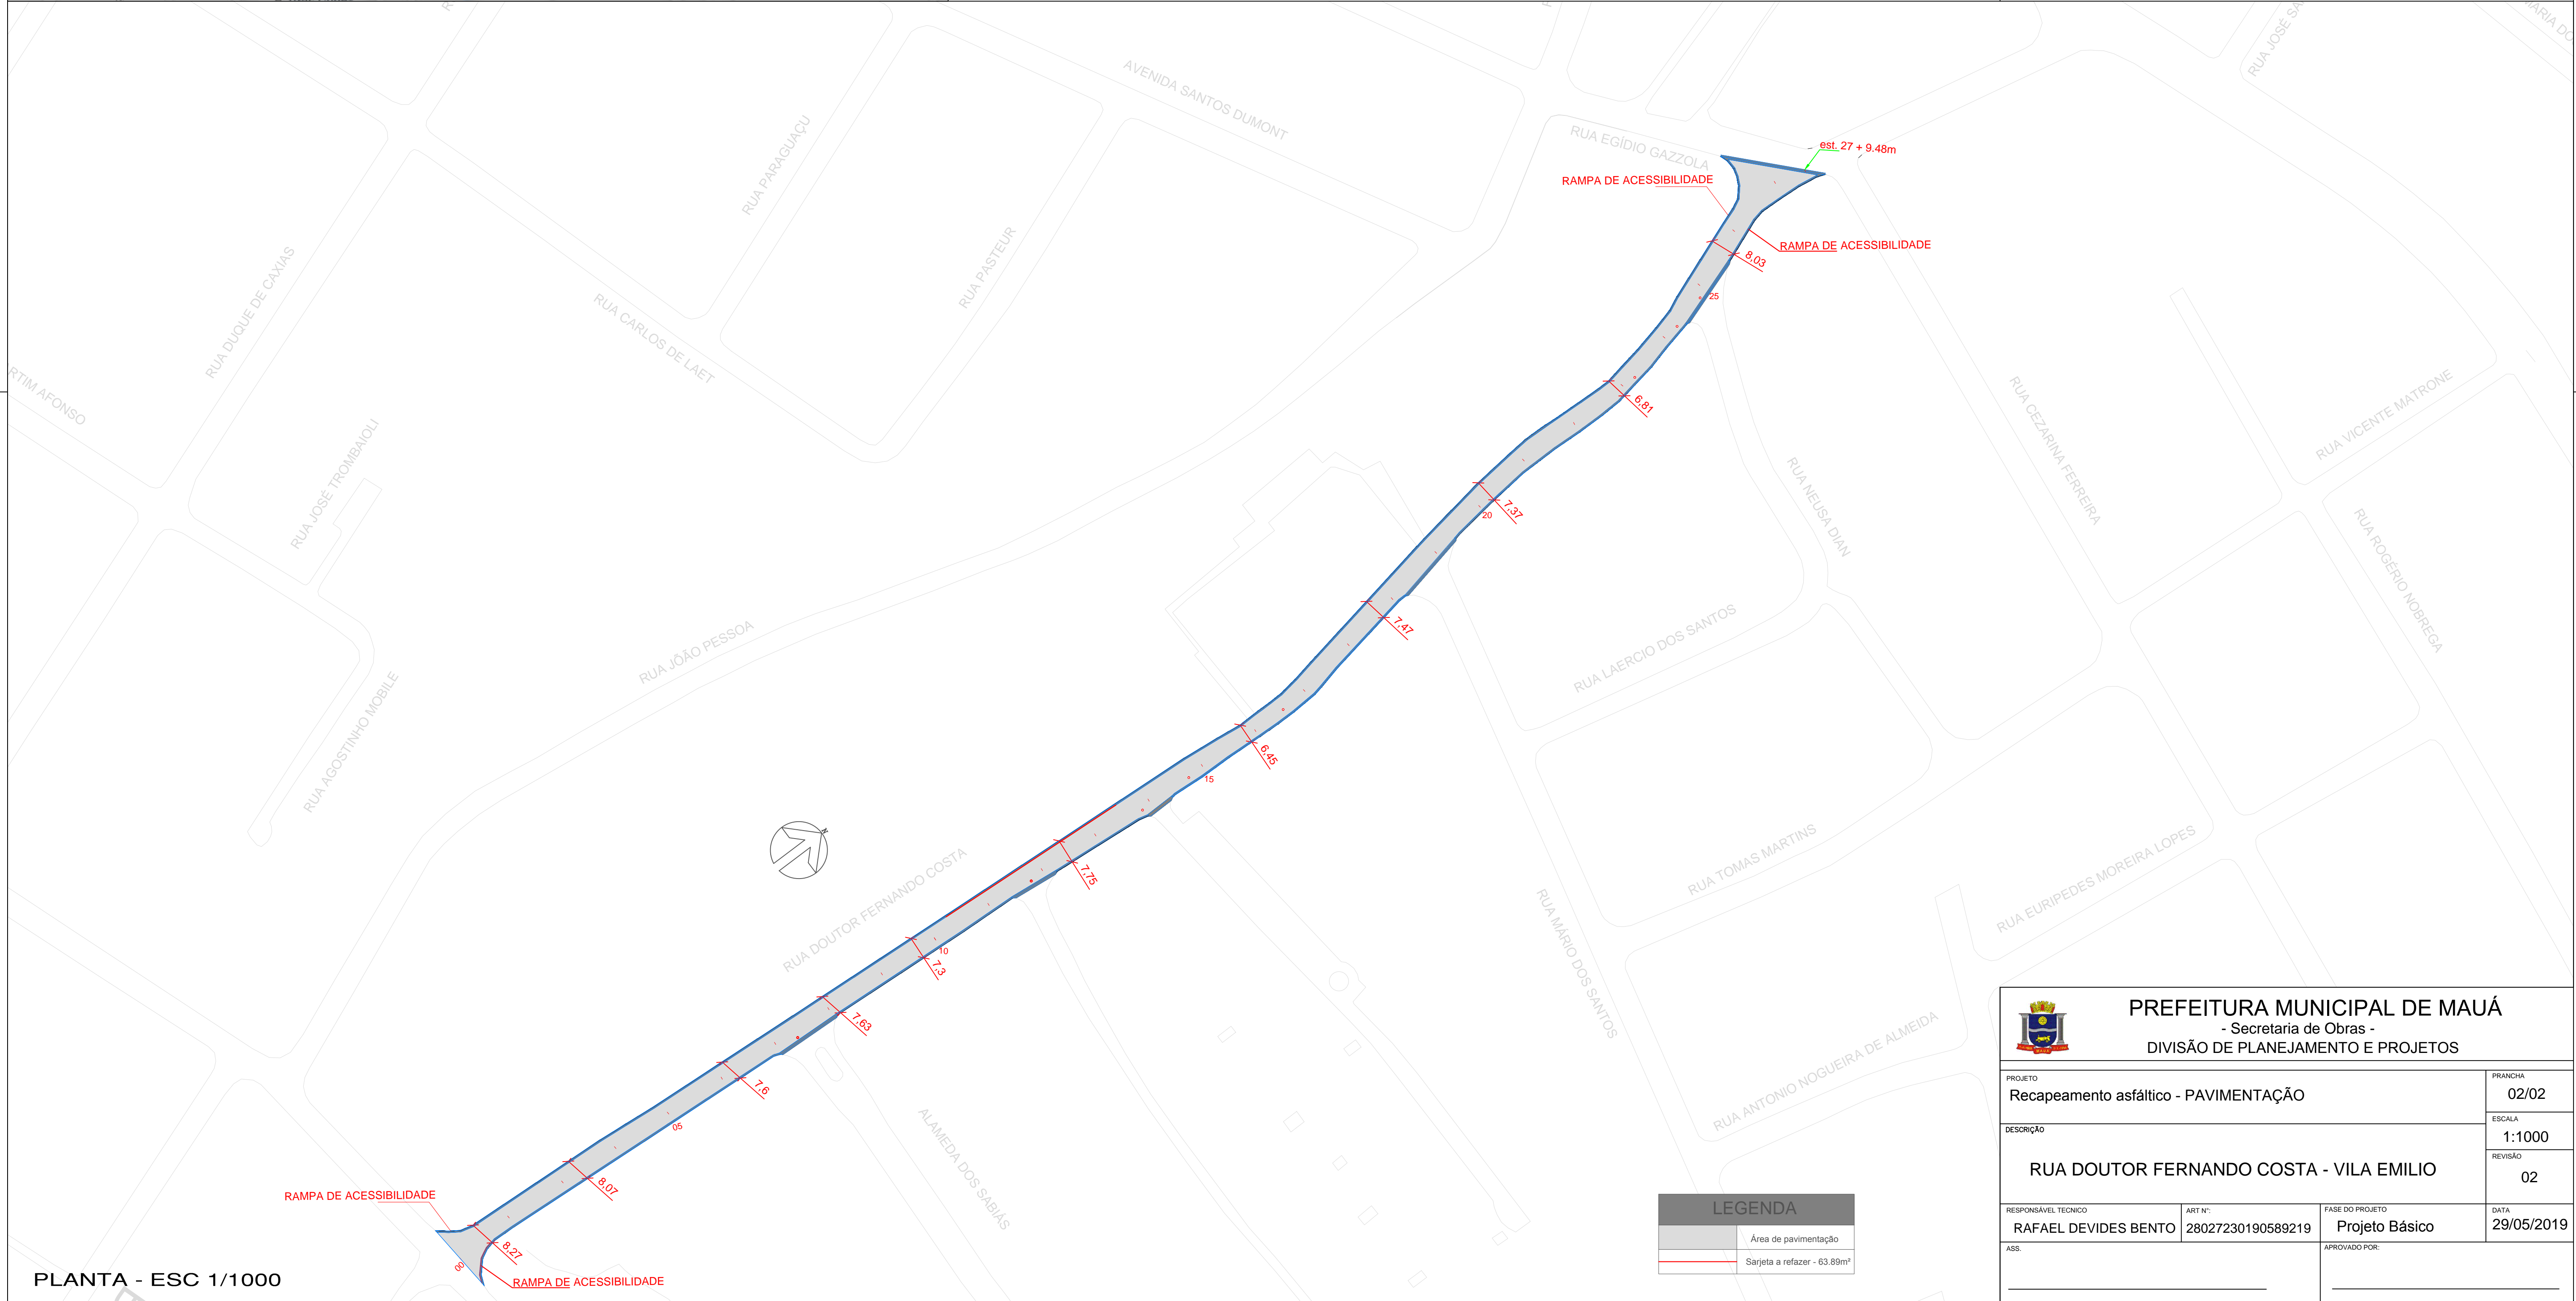 AVENIDA SANTOS DUMONT
RUA JOSÉ
RUA PARAGUAÇU
RUA EGÍDIO GAZZOLA
est. 27 + 9.48m
RAMPA DE ACESSIBILIDADE
RAMPA DE ACESSIBILIDADE
8,03
25
RUA DUQUE DE CAXIAS
RUA CARLOS DE LAET
RUA PASTEUR
RTIM AFONSO
RUA JOSÉ TROMBAIOLI
6,81
RUA CEZARINA FERREIRA
RUA VICENTE MATRONE
RUA NEUSA DIAN
RUA ROGÉRIO NOBREGA
7,37
20
7,47
RUA JOÃO PESSOA
RUA LAERCIO DOS SANTOS
RUA AGOSTINHO MOBILE
6,45
15
N
7,75
RUA DOUTOR FERNANDO COSTA
RUA TOMAS MARTINS
RUA EURIPEDES MOREIRA LOPES
RUA MÁRIO DOS SANTOS
10
7,3
7,63
RUA ANTONIO NOGUEIRA DE ALMEIDA
7,6
05
ALAMEDA DOS SABIÁS
8,07
RAMPA DE ACESSIBILIDADE
8,27
00
RAMPA DE ACESSIBILIDADE
PLANTA - ESC 1/1000
LEGENDA
Área de pavimentação
Sarjeta a refazer - 63.89m²
PREFEITURA MUNICIPAL DE MAUÁ
- Secretaria de Obras -
DIVISÃO DE PLANEJAMENTO E PROJETOS
PROJETO
Recapeamento asfáltico - PAVIMENTAÇÃO
PRANCHA
02/02
ESCALA
1:1000
DESCRIÇÃO
RUA DOUTOR FERNANDO COSTA - VILA EMILIO
REVISÃO
02
RESPONSÁVEL TECNICO
RAFAEL DEVIDES BENTO
ART N°:
28027230190589219
FASE DO PROJETO
Projeto Básico
DATA
29/05/2019
ASS.
APROVADO POR: